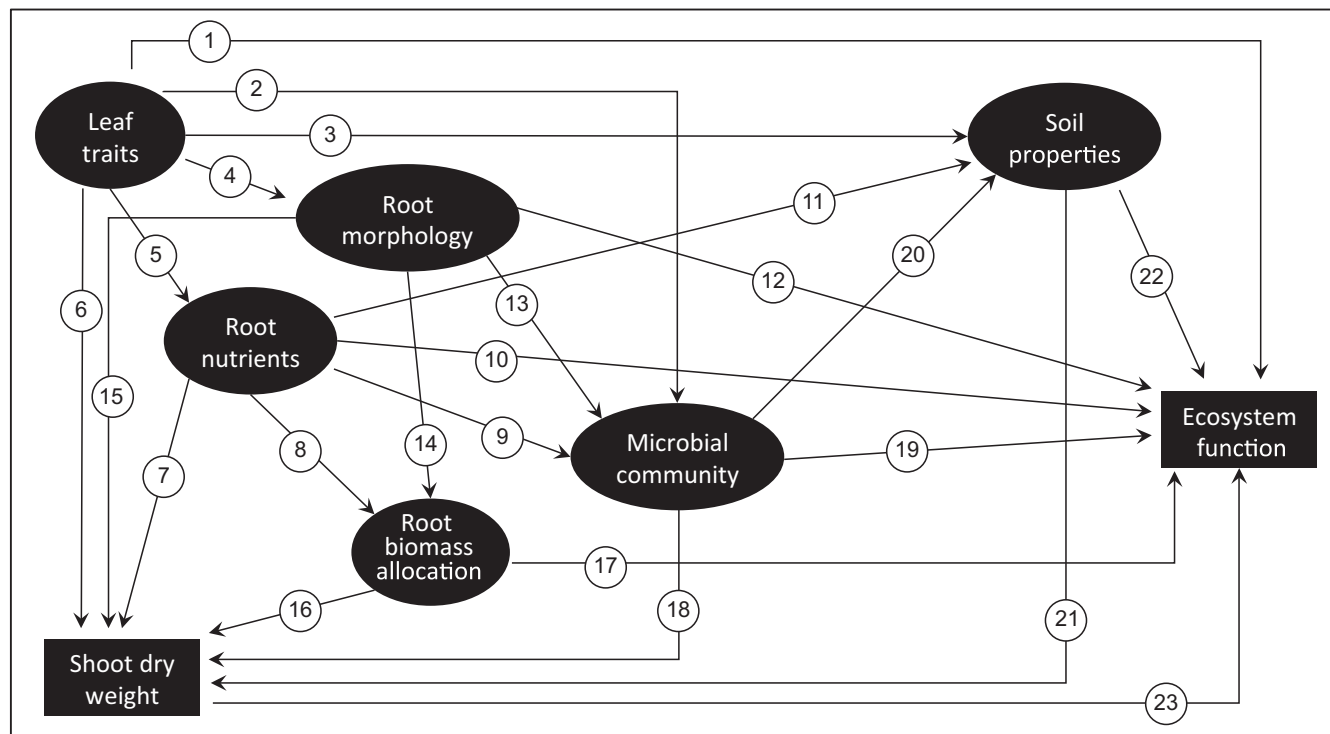 1
2
Leaf
traits
3
Soil
properties
4
Root
morphology
11
5
20
12
22
6
13
Root
nutrients
10
15
Ecosystem
function
9
14
8
Microbial
community
19
7
Root
biomass
allocation
17
16
18
21
Shoot dry
weight
23